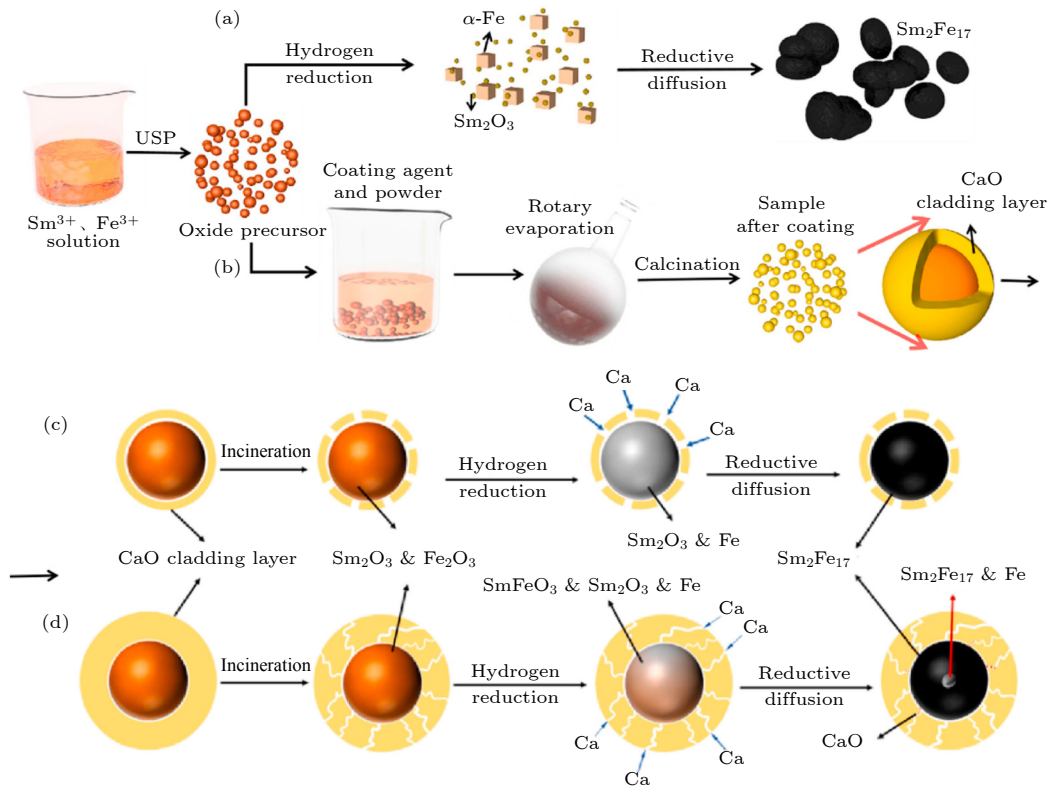 (a)
α-Fe
Hydrogen
reduction
Sm₂O₃
Reductive
diffusion
Sm₂Fe₁₇
USP
Sm³⁺、Fe³⁺
solution
Oxide precursor
(b)
Coating agent
and powder
Rotary
evaporation
Calcination
Sample
after coating
CaO
cladding layer
(c)
Incineration
Hydrogen
reduction
Ca
Ca
Ca
Ca
Reductive
diffusion
CaO cladding layer
Sm₂O₃ & Fe₂O₃
Sm₂O₃ & Fe
Sm₂Fe₁₇
SmFeO₃ & Sm₂O₃ & Fe
Sm₂Fe₁₇ & Fe
(d)
Incineration
Hydrogen
reduction
Ca
Ca
Ca
Ca
Ca
Reductive
diffusion
CaO